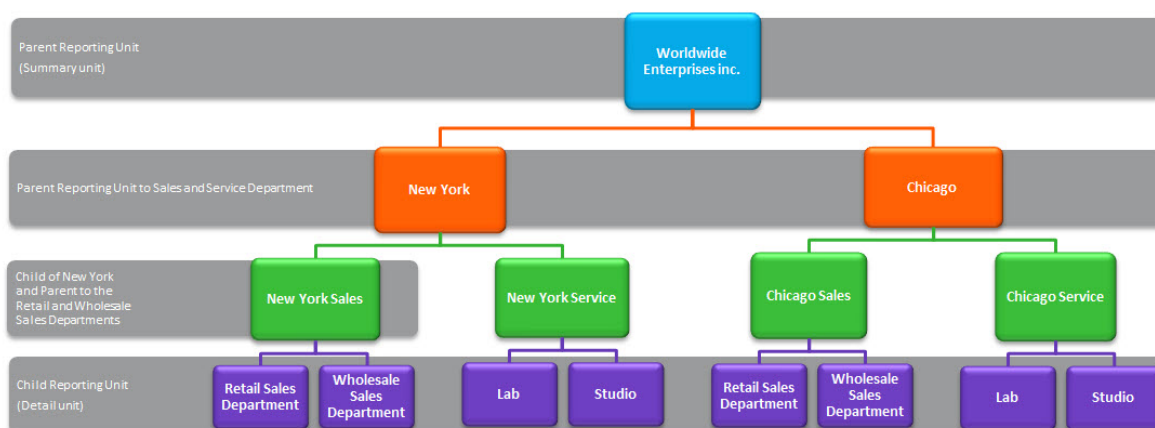 Parent Reporting Unit
(Summary unit)
Worldwide
Enterprises inc.
Parent Reporting Unit to Sales and Service Department
New York
Chicago
Child of New York
and Parent to the
Retail and Wholesale
Sales Departments
New York Sales
New York Service
Chicago Sales
Chicago Service
Child Reporting Unit
(Detail unit)
Retail Sales
Department
Wholesale
Sales
Department
Lab
Studio
Retail Sales
Department
Wholesale
Sales
Department
Lab
Studio